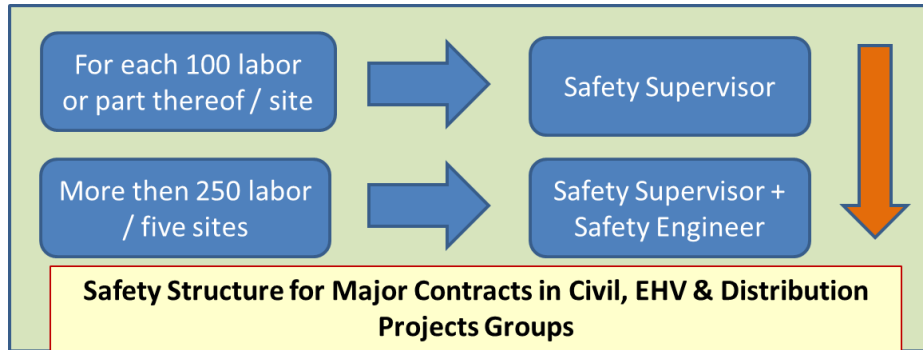 For each 100 labor
or part thereof / site
Safety Supervisor
More then 250 labor
/ five sites
Safety Supervisor +
Safety Engineer
Safety Structure for Major Contracts in Civil, EHV & Distribution
Projects Groups